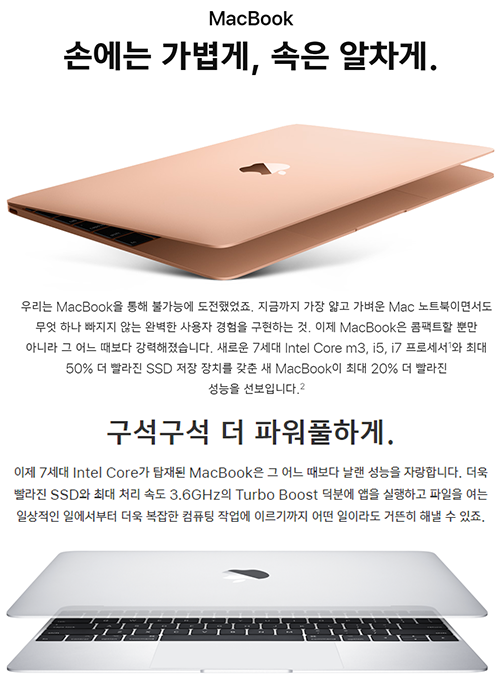 MacBook
손에는 가볍게, 속은 알차게.
우리는 MacBook을 통해 불가능에 도전했었죠. 지금까지 가장 얇고 가벼운 Mac 노트북이면서도
무엇 하나 빠지지 않는 완벽한 사용자 경험을 구현하는 것. 이제 MacBook은 콤팩트할 뿐만
아니라 그 어느 때보다 강력해졌습니다. 새로운 7세대 Intel Core m3, i5, i7 프로세서¹와 최대
50% 더 빨라진 SSD 저장 장치를 갖춘 새 MacBook이 최대 20% 더 빨라진
성능을 선보입니다.²
구석구석 더 파워풀하게.
이제 7세대 Intel Core가 탑재된 MacBook은 그 어느 때보다 날랜 성능을 자랑합니다. 더욱
빨라진 SSD와 최대 처리 속도 3.6GHz의 Turbo Boost 덕분에 앱을 실행하고 파일을 여는
일상적인 일에서부터 더욱 복잡한 컴퓨팅 작업에 이르기까지 어떤 일이라도 거뜬히 해낼 수 있죠.